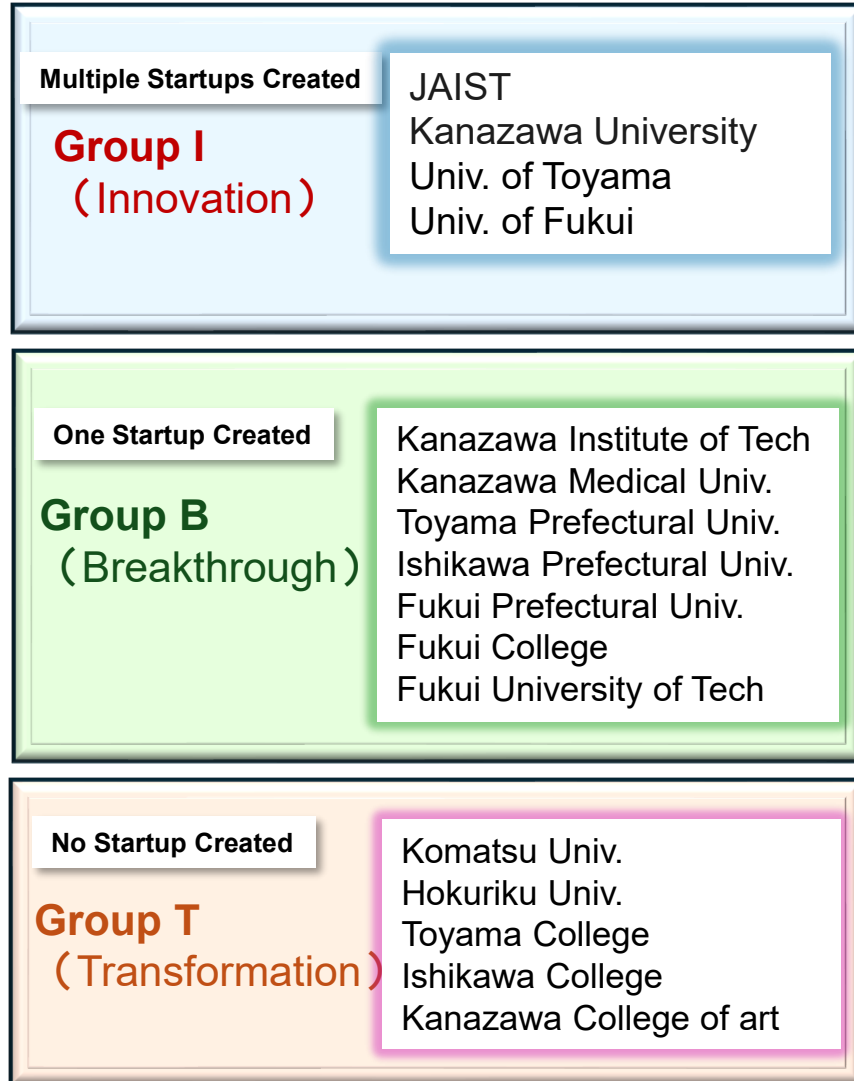 Multiple Startups Created
Group I
（Innovation）
JAIST
Kanazawa University
Univ. of Toyama
Univ. of Fukui
One Startup Created
Group B
（Breakthrough）
Kanazawa Institute of Tech
Kanazawa Medical Univ.
Toyama Prefectural Univ.
Ishikawa Prefectural Univ.
Fukui Prefectural Univ.
Fukui College
Fukui University of Tech
No Startup Created
Group T
（Transformation）
Komatsu Univ.
Hokuriku Univ.
Toyama College
Ishikawa College
Kanazawa College of art